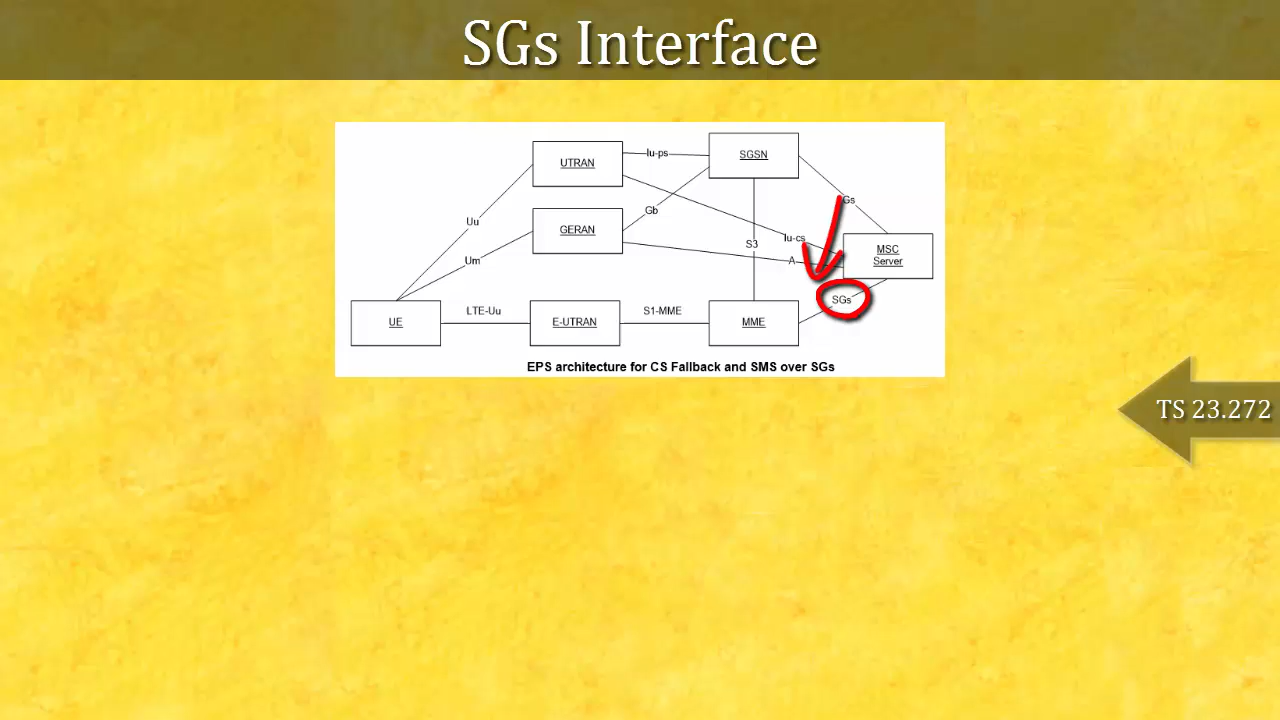 SGs Interface
UTRAN
Iu-ps
SGSN
Uu
Gb
Gs
GERAN
Um
S3
Iu-cs
A
MSC
Server
SGs
UE
LTE-Uu
E-UTRAN
S1-MME
MME
EPS architecture for CS Fallback and SMS over SGs
TS 23.272